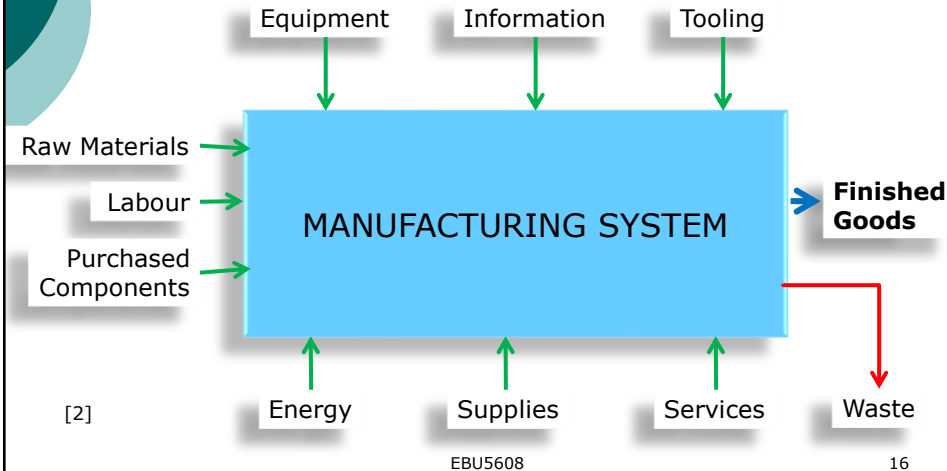 Equipment
Information
Tooling
Raw Materials
Labour
Purchased
Components
MANUFACTURING SYSTEM
Finished
Goods
Energy
Supplies
Services
Waste
[2]
EBU5608
16